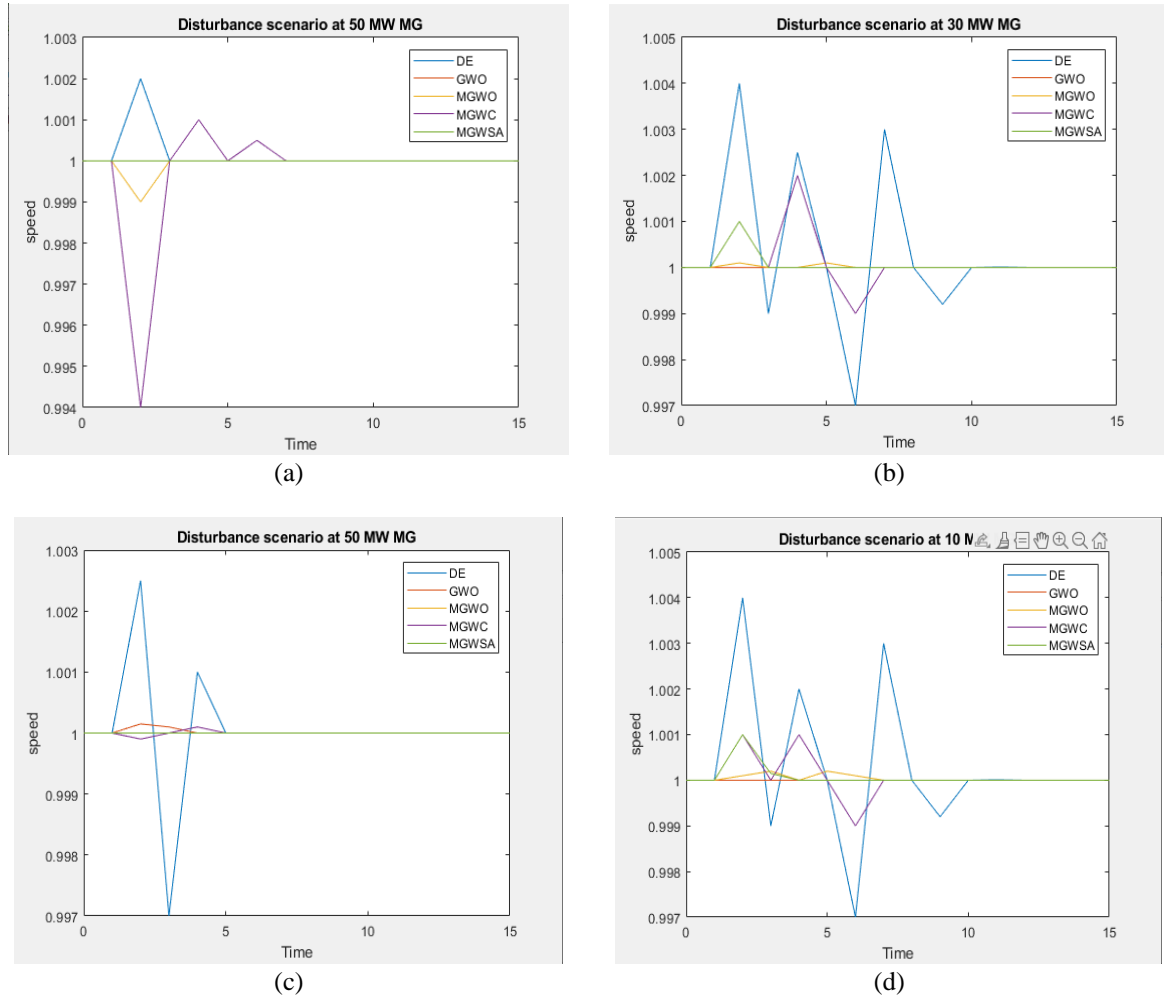 Disturbance scenario at 50 MW MG
1.003
1.002
1.001
1
0.999
0.998
0.997
0.996
0.995
0.994
speed
0 5 10 15
Time
DE
GWO
MGWO
MGWC
MGWSA
(a)
Disturbance scenario at 30 MW MG
1.005
1.004
1.003
1.002
1.001
1
0.999
0.998
0.997
speed
0 5 10 15
Time
DE
GWO
MGWO
MGWC
MGWSA
(b)
Disturbance scenario at 50 MW MG
1.003
1.002
1.001
1
0.999
0.998
0.997
speed
0 5 10 15
Time
DE
GWO
MGWO
MGWC
MGWSA
(c)
Disturbance scenario at 10 M
1.005
1.004
1.003
1.002
1.001
1
0.999
0.998
0.997
speed
0 5 10 15
Time
DE
GWO
MGWO
MGWC
MGWSA
(d)